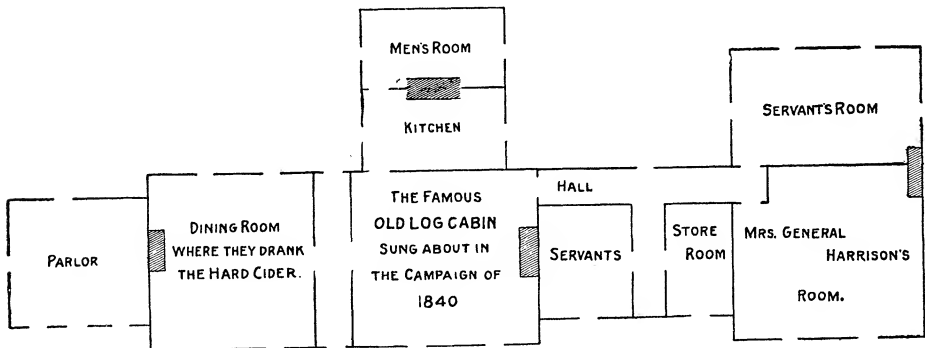 MEN'S ROOM
KITCHEN
SERVANT'S ROOM
HALL
THE FAMOUS
OLD LOG CABIN
SUNG ABOUT IN
THE CAMPAIGN OF
1840
DINING ROOM
WHERE THEY DRANK
THE HARD CIDER.
PARLOR
SERVANTS
STORE
ROOM
MRS. GENERAL
HARRISON'S
ROOM.